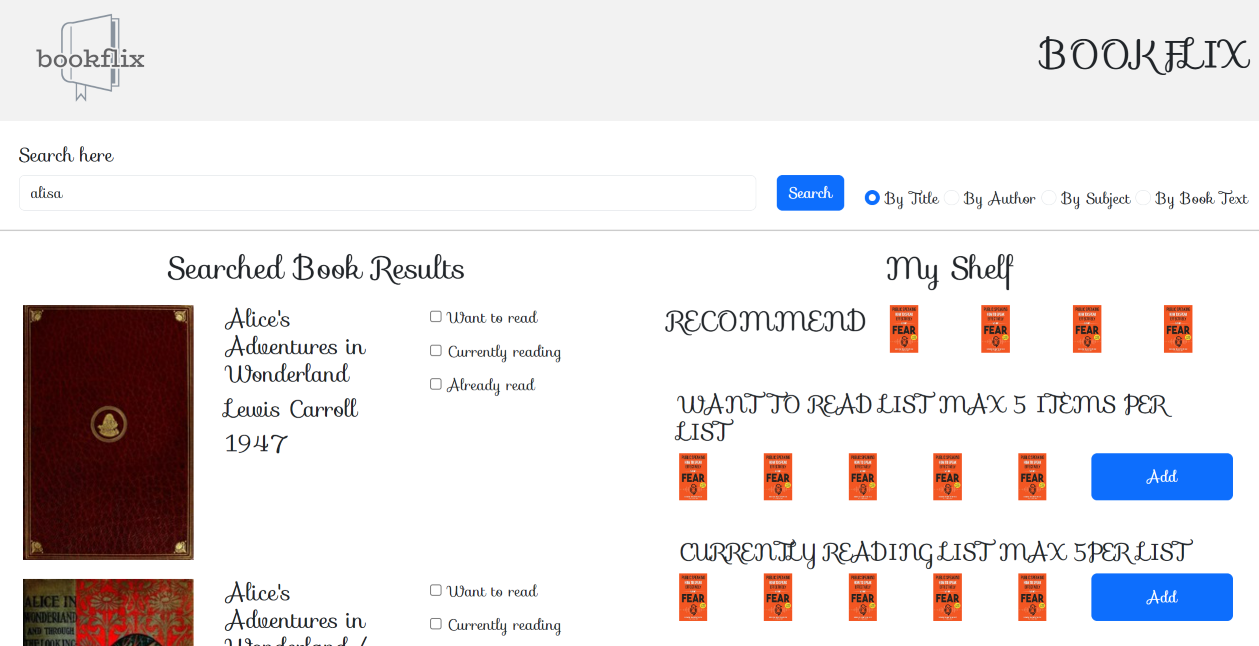 bookflix
BOOKFLIX
Search here
alisa
Search
By Title
By Author
By Subject
By Book Text
Searched Book Results
Alice's
Adventures in
Wonderland
Lewis Carroll
1947
Want to read
Currently reading
Already read
ALICE IN
WONDERLAND
AND THROUGH
THE LOOKING
Alice's
Adventures in
Wonderland /
Want to read
Currently reading
My Shelf
RECOMMEND
FEAR
FEAR
FEAR
FEAR
WANT TO READ LIST MAX 5 ITEMS PER
LIST
FEAR
FEAR
FEAR
FEAR
FEAR
Add
CURRENTLY READING LIST MAX 5PER LIST
FEAR
FEAR
FEAR
FEAR
FEAR
Add